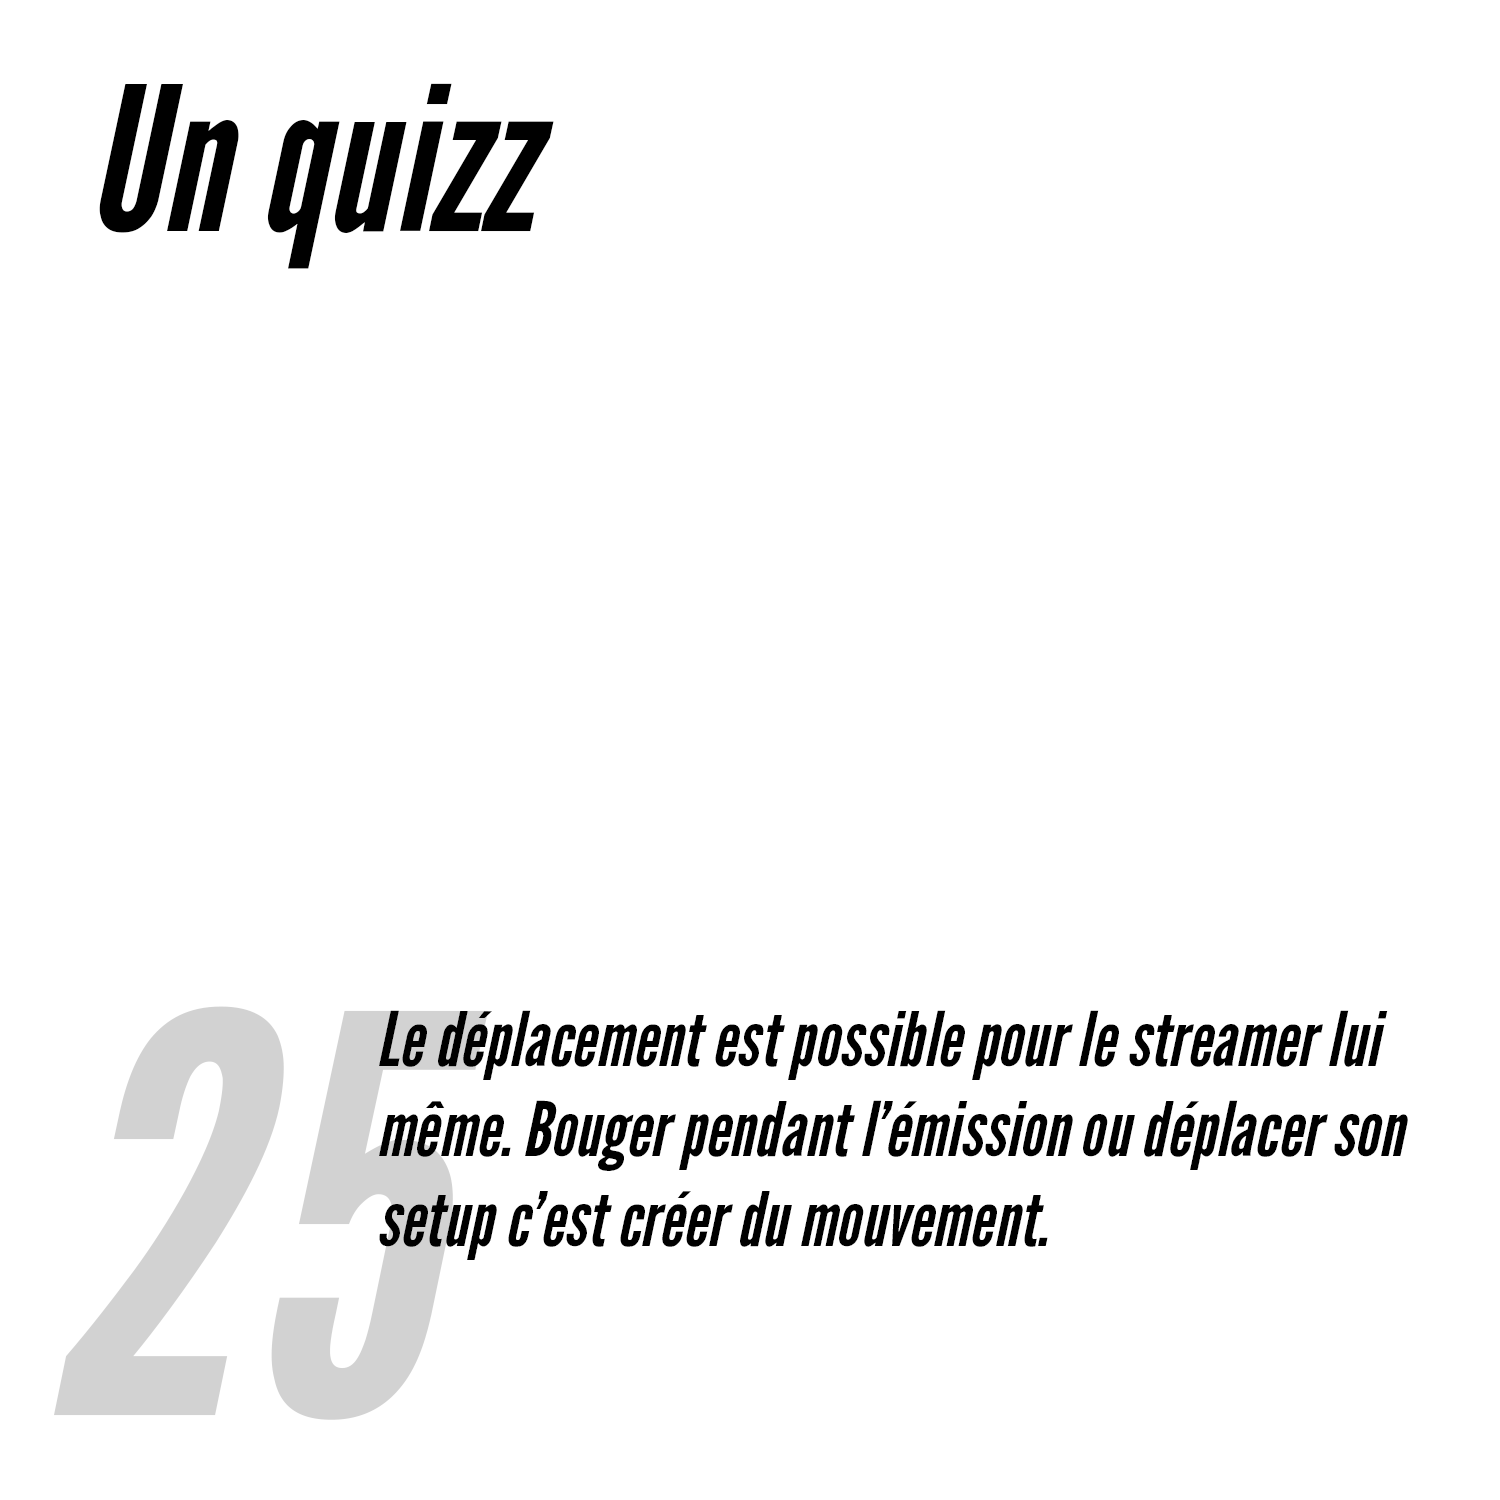 Un quizz
25
Le déplacement est possible pour le streamer lui
même. Bouger pendant l’émission ou déplacer son
setup c’est créer du mouvement.